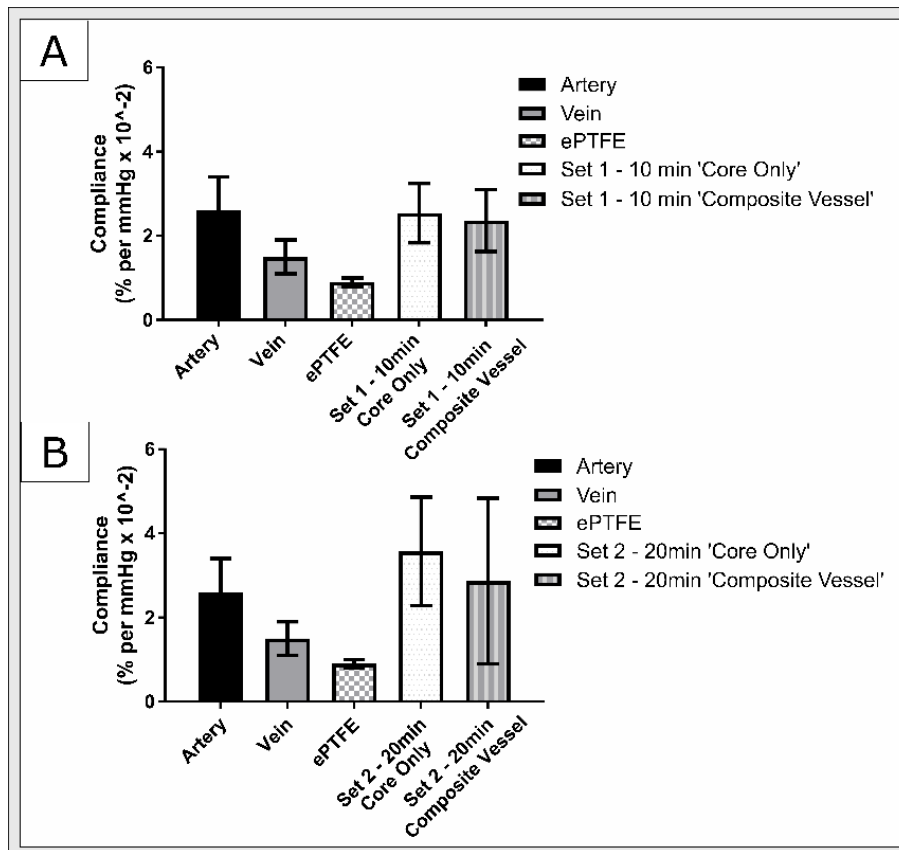 A
Compliance
(% per mmHg x 10^-2)
6
4
2
0
Artery
Vein
ePTFE
Set 1 - 10min
Core Only
Set 1 - 10min
Composite Vessel
Artery
Vein
ePTFE
Set 1 - 10 min 'Core Only'
Set 1 - 10 min 'Composite Vessel'
B
Compliance
(% per mmHg x 10^-2)
6
4
2
0
Artery
Vein
ePTFE
Set 2 - 20min
Core Only
Set 2 - 20min
Composite Vessel
Artery
Vein
ePTFE
Set 2 - 20min 'Core Only'
Set 2 - 20min 'Composite Vessel'